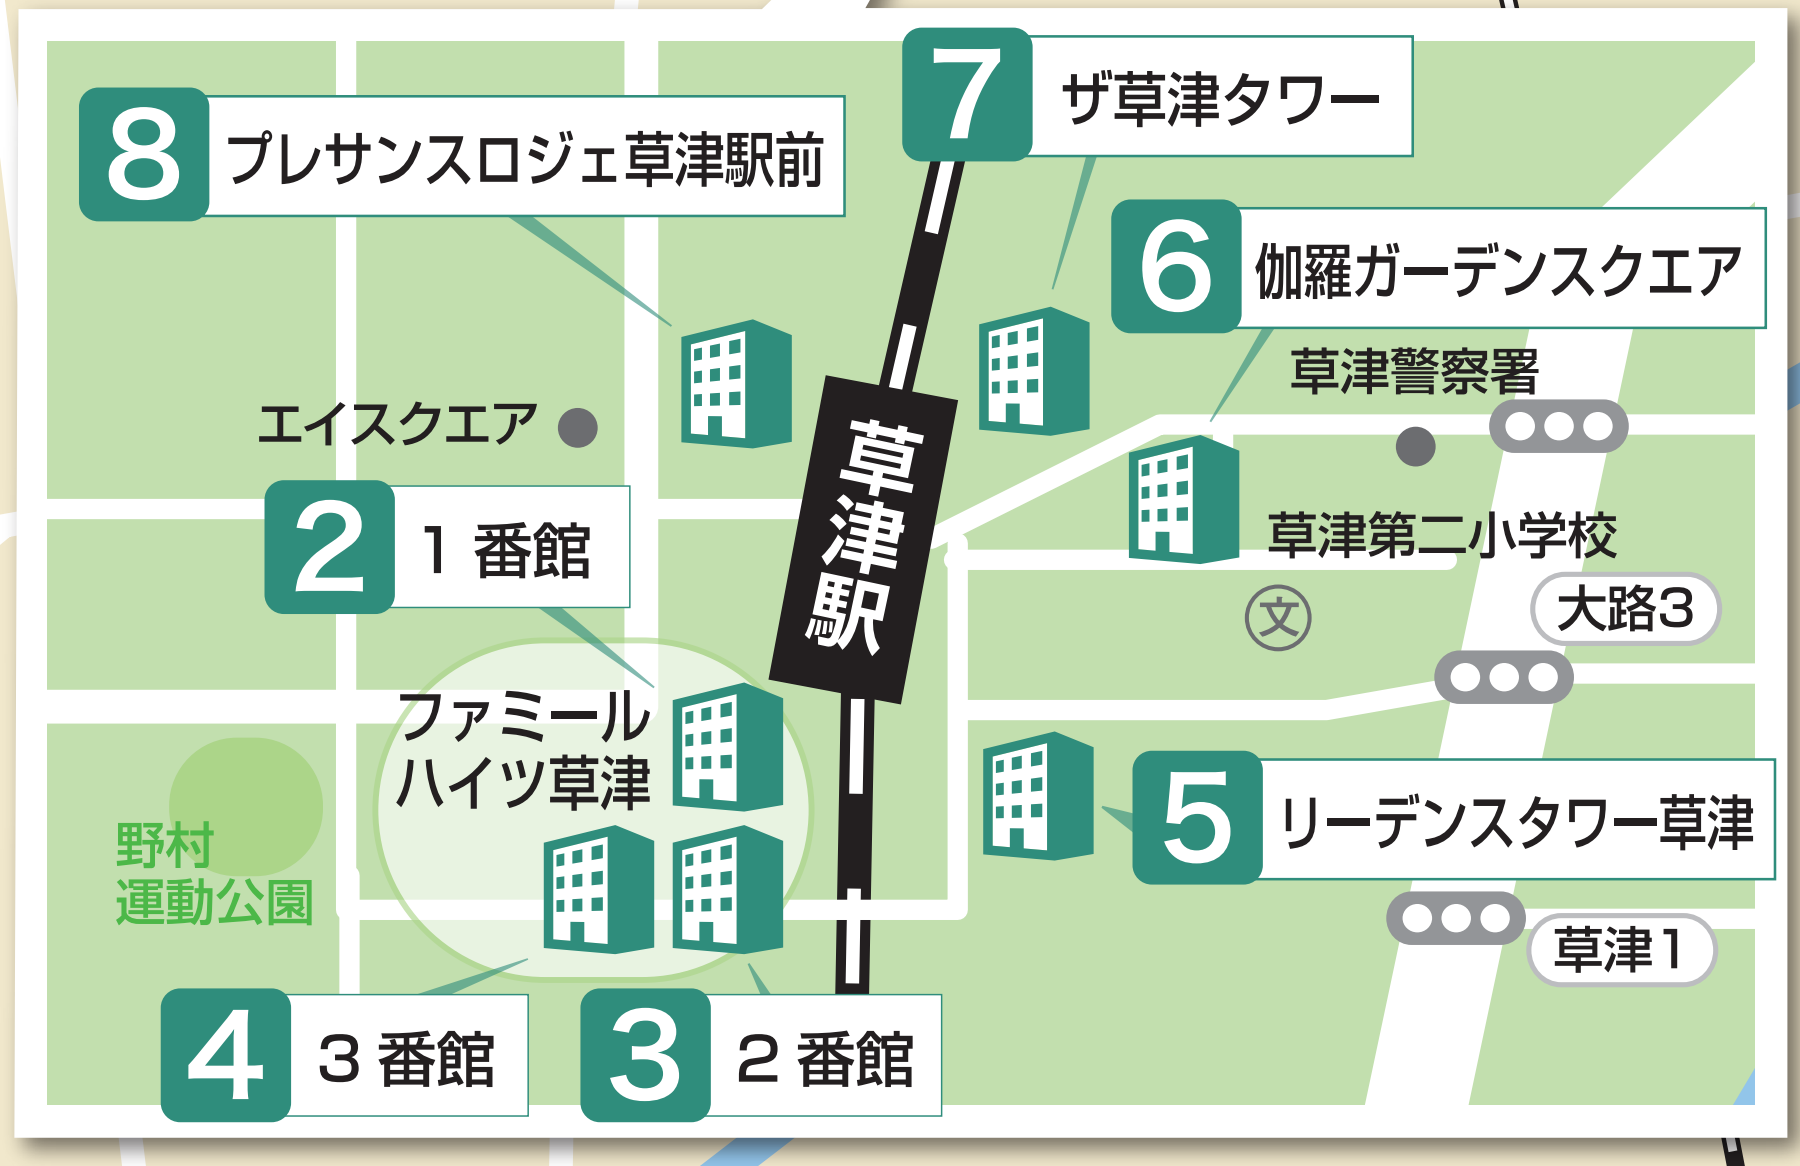 7 ザ草津タワー
8 プレサンスロジェ草津駅前
6 伽羅ガーデンスクエア
草津警察署
エイスクエア
草津駅
2 1番館
草津第二小学校
文
大路3
ファミール
ハイツ草津
5 リーデンスタワー草津
野村
運動公園
草津1
4 3番館
3 2番館